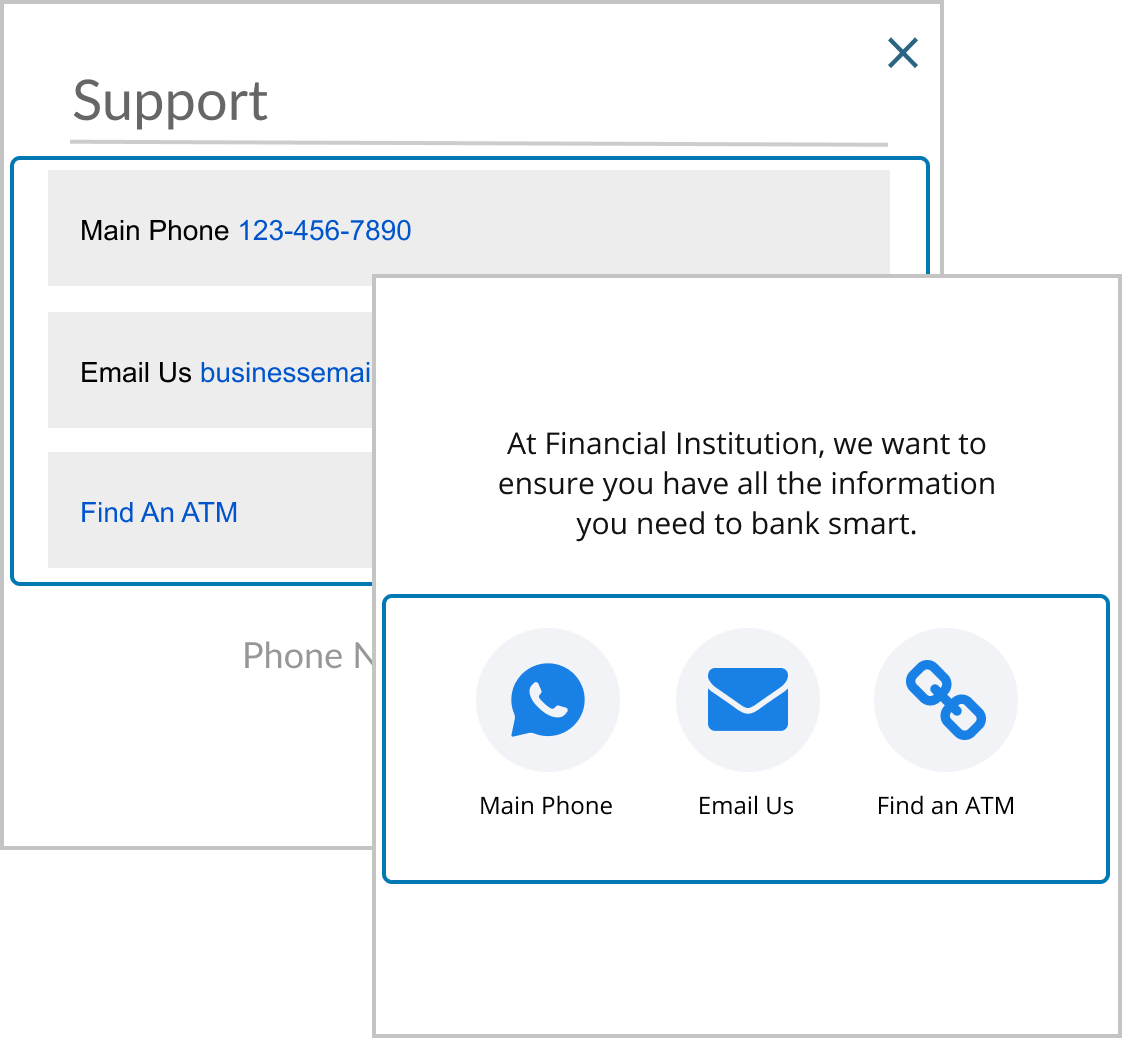 Support
Main Phone 123-456-7890
Email Us
Find An ATM
Phone
At Financial Institution, we want to
ensure you have all the information
you need to bank smart.
Main Phone
Email Us
Find an ATM